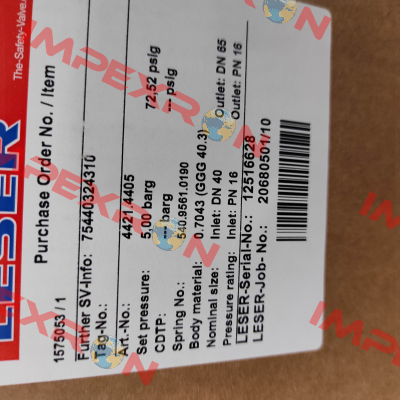 LESER
The-Safety-Valve.
Purchase Order No. / Item
1575053 / 1
Further SV-Info: 75440324310
Tag-No.:
Art.-No.: 4421.4405
Set pressure: 5,00 barg 72.52 psig
CDTP: --- barg --- psig
Spring No.: 540.9561.0190
Body material: 0.7043 (GGG 40.3)
Nominal size: Inlet: DN 40 Outlet: DN 65
Pressure rating: Inlet: PN 16 Outlet: PN 16
LESER-Serial-No.: 12516628
LESER-Job- No.: 20680501/10
IMPEXRON
IMPEXRON
IMPEXRON